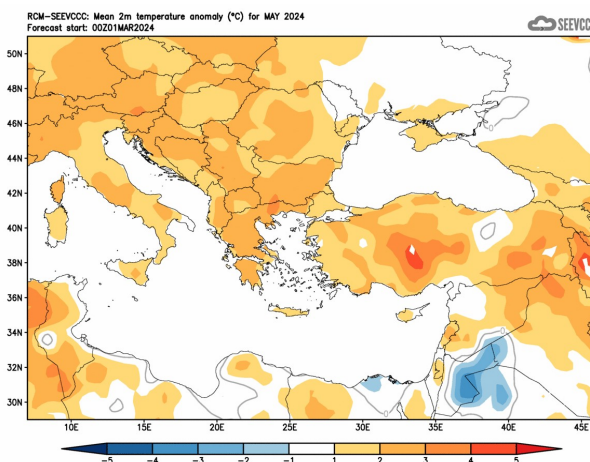 RCM-SEEVCCC: Mean 2m temperature anomaly (°C) for MAY 2024
Forecast start: 00Z01MAR2024
SEEVCC
50N
48N
46N
44N
42N
40N
38N
36N
34N
32N
30N
10E 15E 20E 25E 30E 35E 40E 45E
-5 -4 -3 -2 -1 1 2 3 4 5